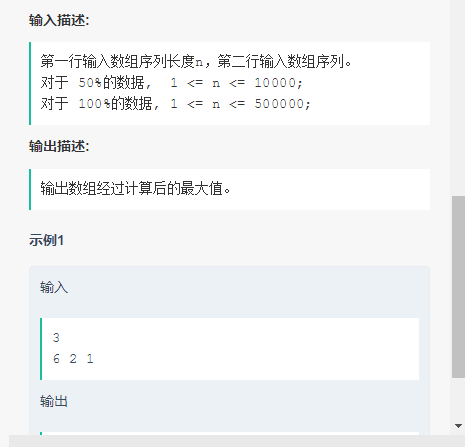 输入描述:
第一行输入数组序列长度n，第二行输入数组序列。
对于 50%的数据,  1 <= n <= 10000;
对于 100%的数据, 1 <= n <= 500000;
输出描述:
输出数组经过计算后的最大值。
示例1
输入
3
6 2 1
输出